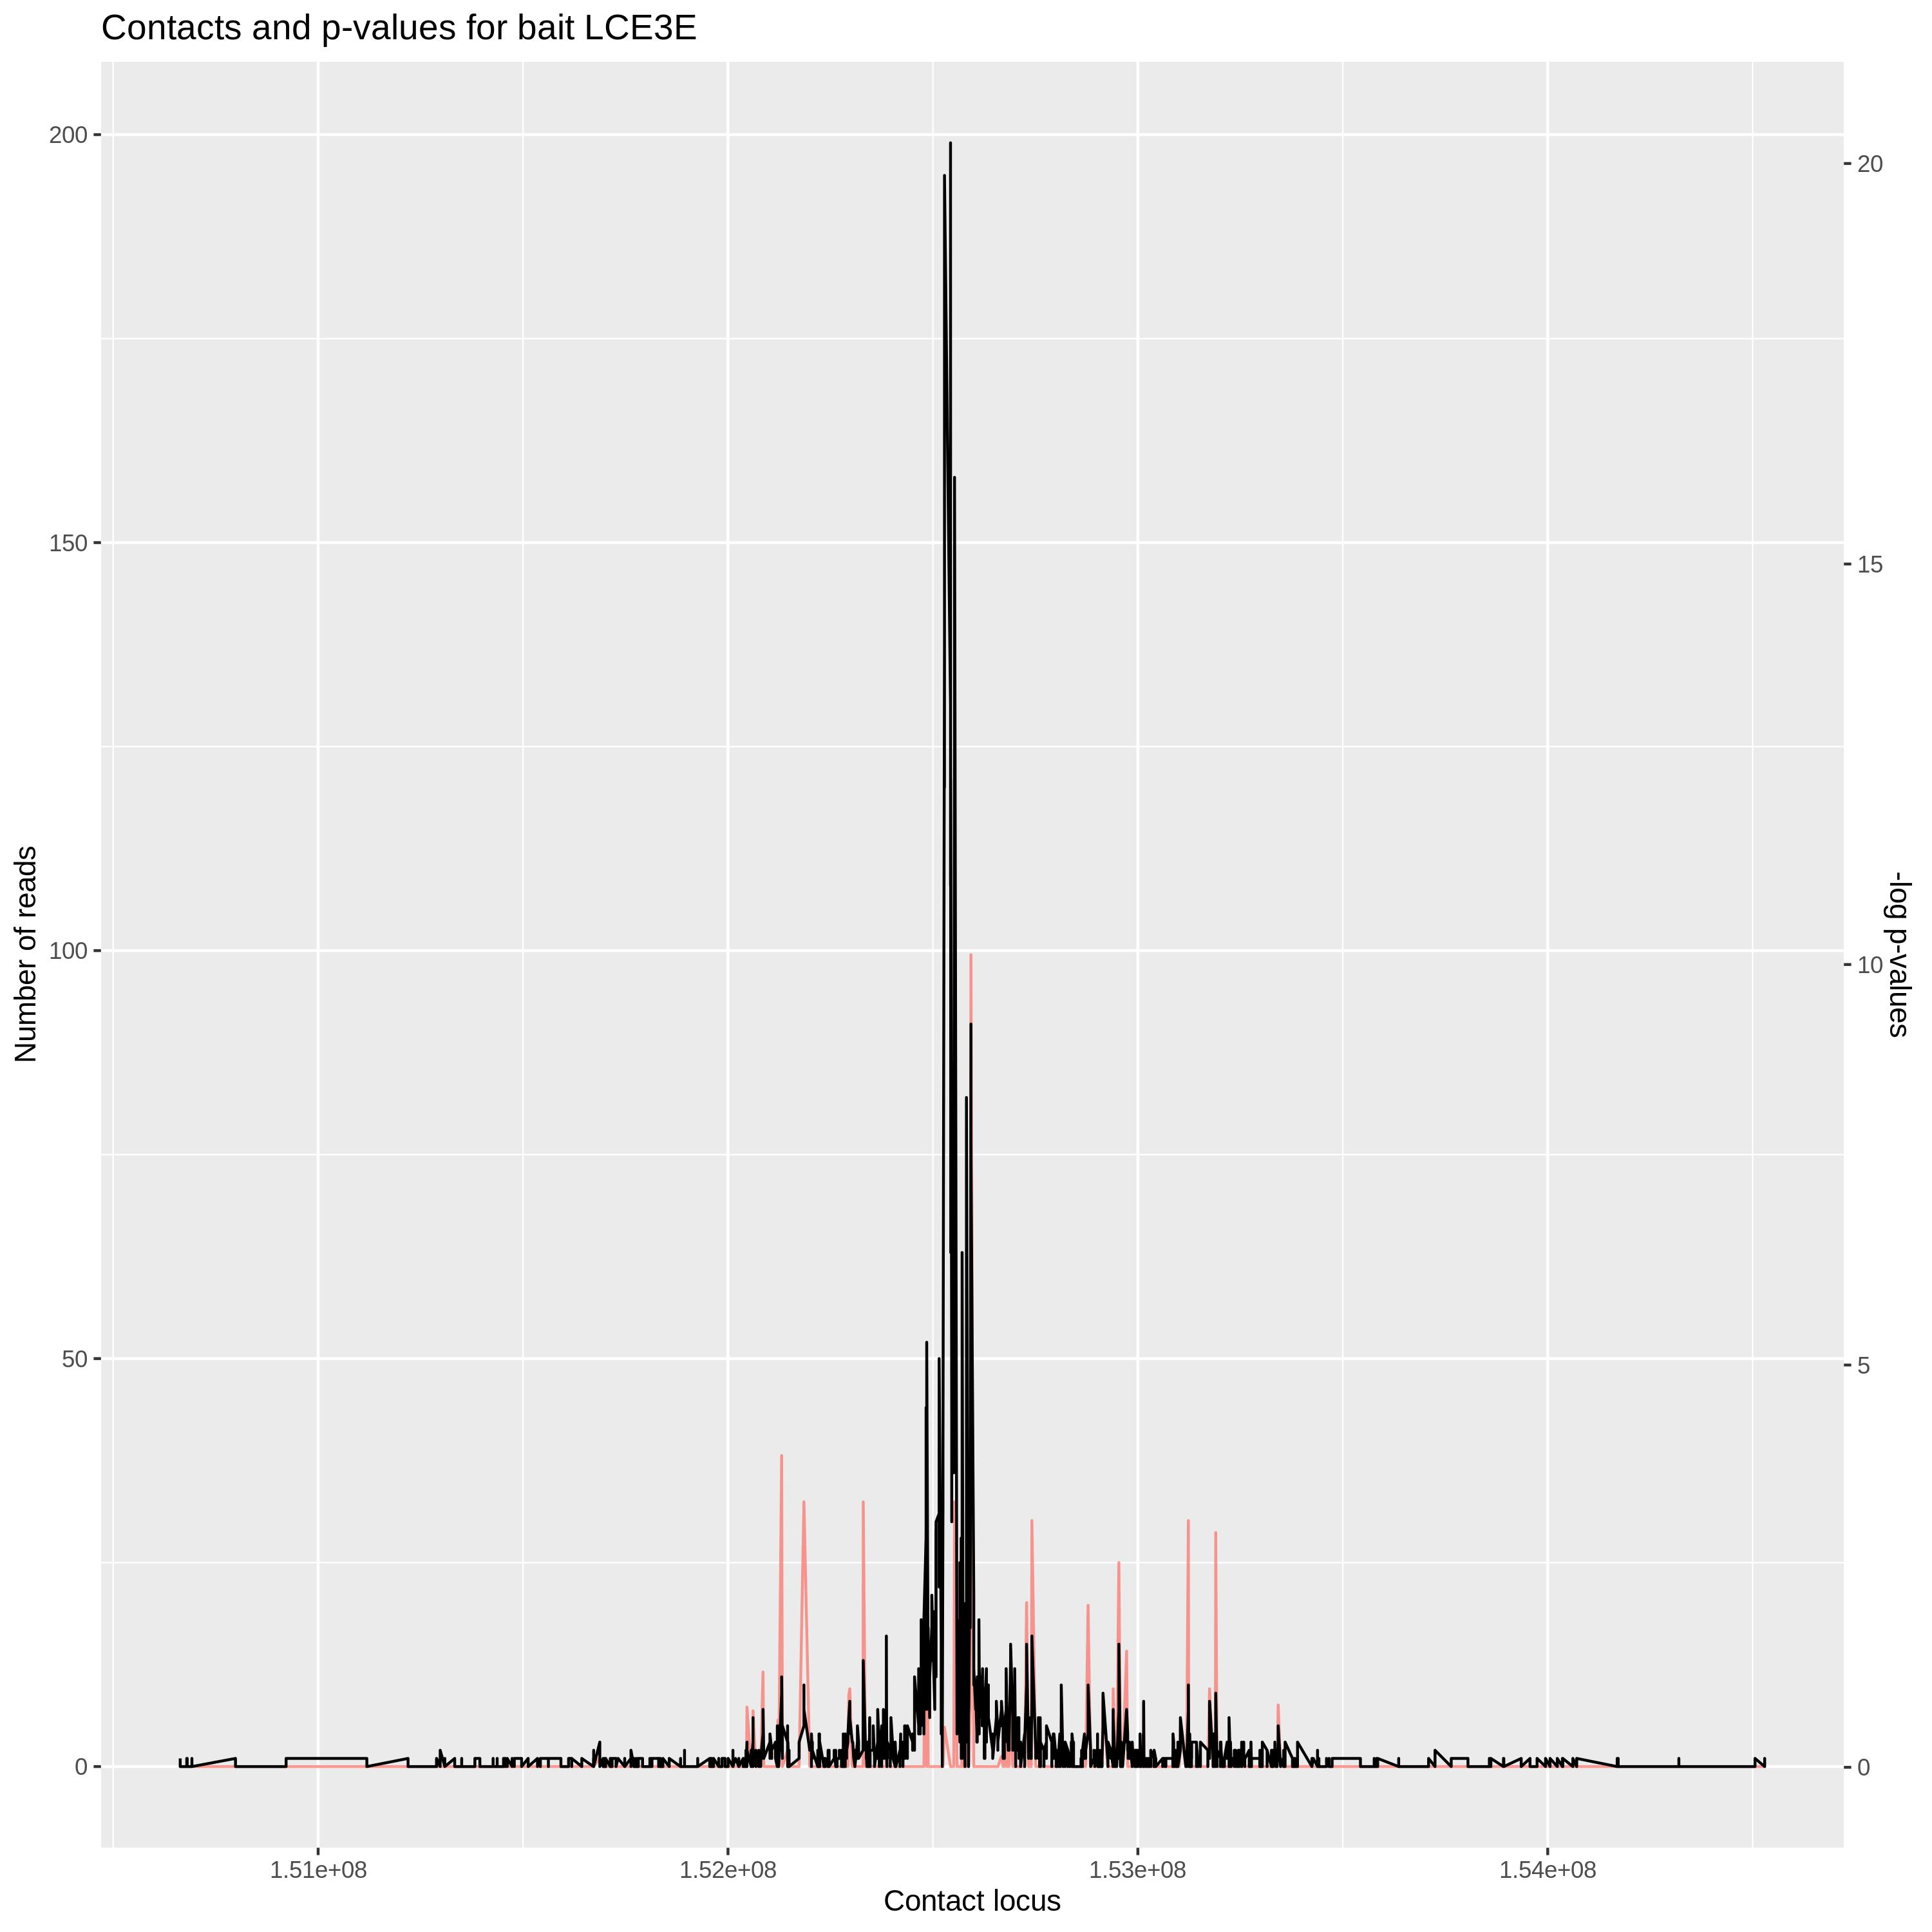 Contacts and p-values for bait LCE3E
200
150
100
50
0
Number of reads
20
15
10
5
0
-log p-values
1.51e+08
1.52e+08
1.53e+08
1.54e+08
Contact locus